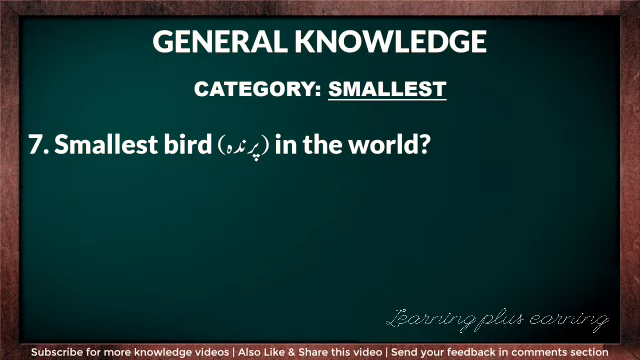 GENERAL KNOWLEDGE
CATEGORY: SMALLEST
7. Smallest bird (پرندہ) in the world?
Learning plus earning
Subscribe for more knowledge videos | Also Like & Share this video | Send your feedback in comments section